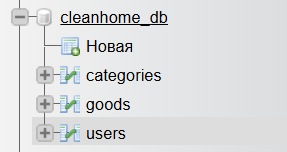 cleanhome_db
Новая
categories
goods
users